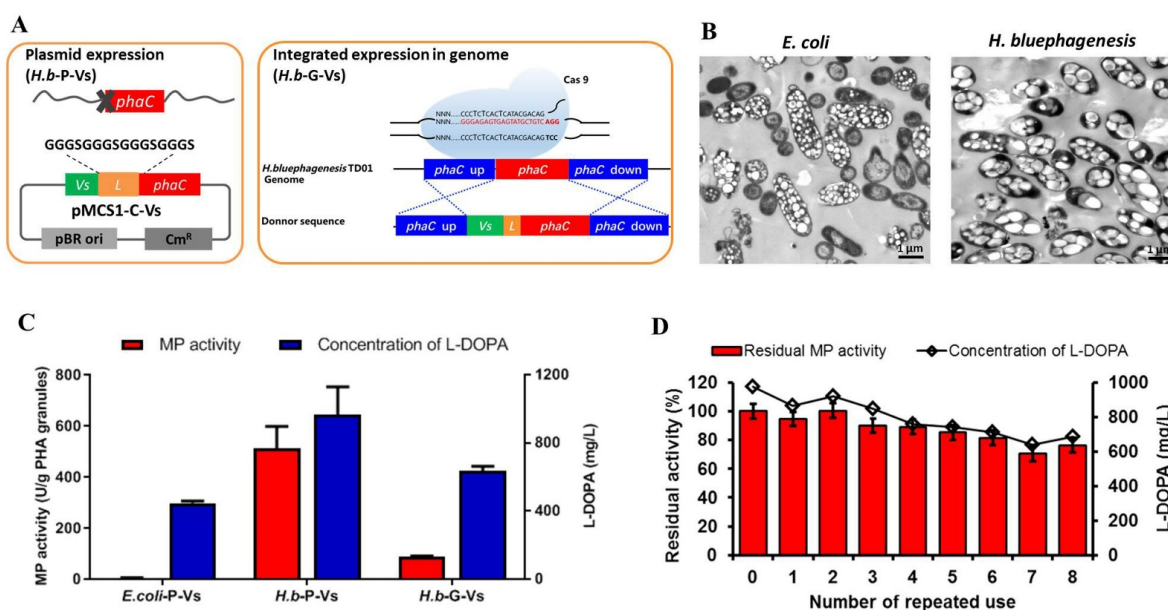 A
Plasmid expression
(H.b-P-Vs)
phaC
GGGSGGGSGGGSGGGS
Vs L phaC
pMCS1-C-Vs
pBR ori CmR
Integrated expression in genome
(H.b-G-Vs)
Cas 9
NNN......CCCTCTCACTCATACGACAG
NNN......GGGAGAGTGAGTATGCTGTC AGG
NNN......CCCTCTCACTCATACGACAG TCC
H.bluephagenesis TD01
Genome
phaC up phaC phaC down
Donnor sequence
phaC up Vs L phaC phaC down
B
E. coli H. bluephagenesis
1 μm 1 μm
C
MP activity Concentration of L-DOPA
MP activity (U/g PHA granules)
800
600
400
200
0
1200
800
400
0
L-DOPA (mg/L)
E.coli-P-Vs H.b-P-Vs H.b-G-Vs
D
Residual MP activity Concentration of L-DOPA
Residual activity (%)
120
100
80
60
40
20
0
1000
800
600
400
200
0
L-DOPA (mg/L)
0 1 2 3 4 5 6 7 8
Number of repeated use